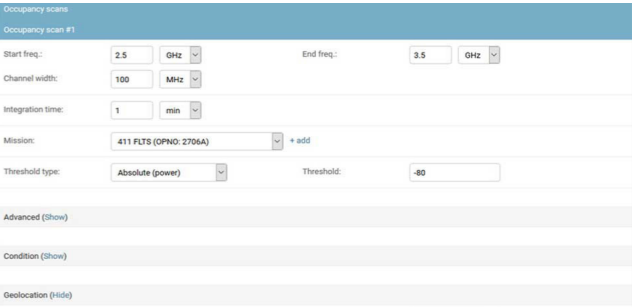 Occupancy scans
Occupancy scan #1
Start freq.: 2.5 GHz End freq.: 3.5 GHz
Channel width: 100 MHz
Integration time: 1 min
Mission: 411 FLTS (OPNO: 2706A) + add
Threshold type: Absolute (power) Threshold: -80
Advanced (Show)
Condition (Show)
Geolocation (Hide)